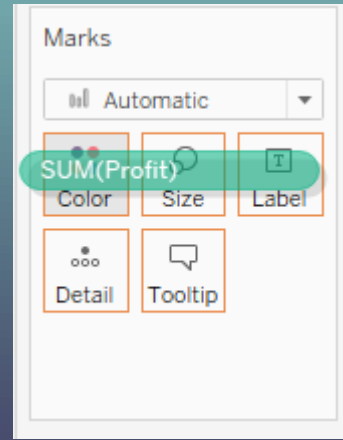 Marks
Automatic
SUM(Profit)
T
Color Size Label
Detail Tooltip